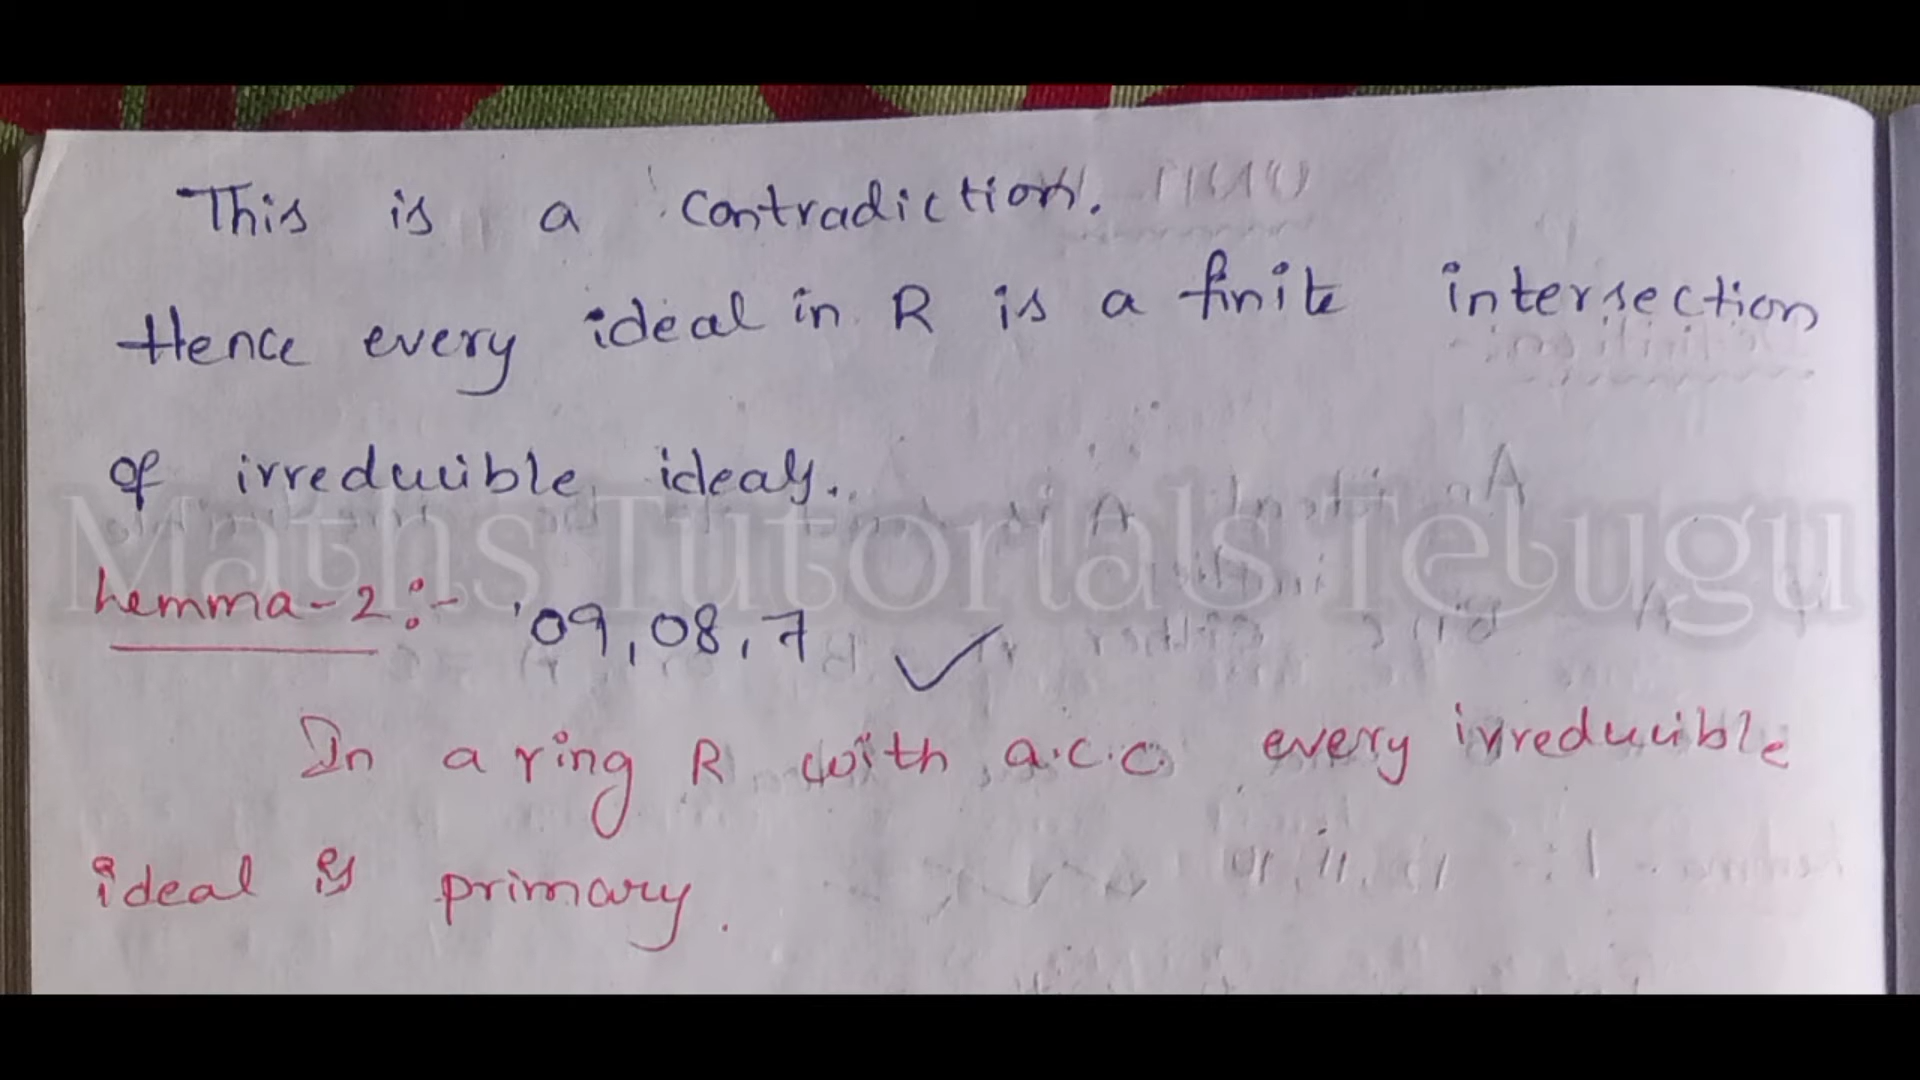 This is a contradiction.
Hence every ideal in R is a finite intersection
of irreducible ideals.
Maths Tutorials Telugu
Lemma-2:- '09,08,7 ✓
In a ring R with a.c.c every irreducible
ideal is primary.